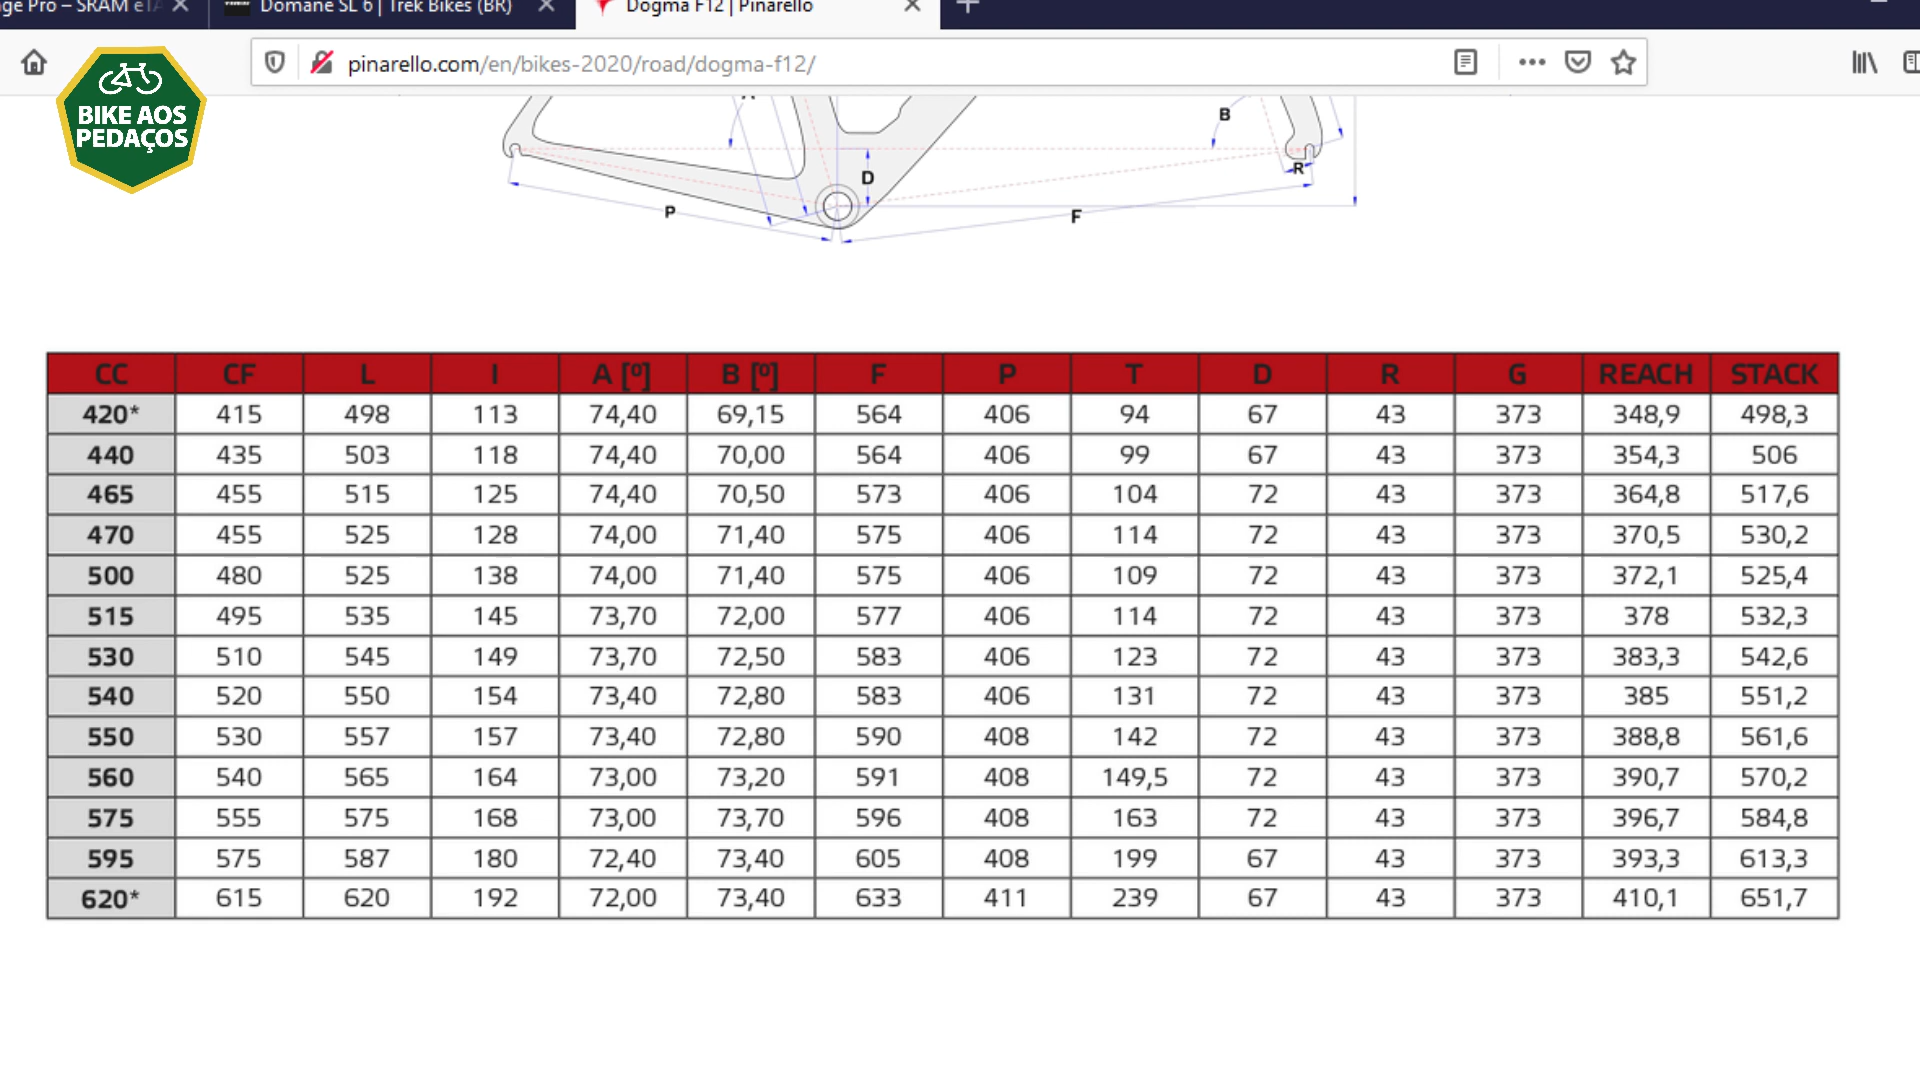 Pro – SRAM
Domane SL 6 | Trek Bikes (BR)
Dogma F12 | Pinarello
pinarello.com/en/bikes-2020/road/dogma-f12/
BIKE AOS
PEDAÇOS
B
D
R
P
F
CC CF L I A [º] B [º] F P T D R G REACH STACK
420* 415 498 113 74,40 69,15 564 406 94 67 43 373 348,9 498,3
440 435 503 118 74,40 70,00 564 406 99 67 43 373 354,3 506
465 455 515 125 74,40 70,50 573 406 104 72 43 373 364,8 517,6
470 455 525 128 74,00 71,40 575 406 114 72 43 373 370,5 530,2
500 480 525 138 74,00 71,40 575 406 109 72 43 373 372,1 525,4
515 495 535 145 73,70 72,00 577 406 114 72 43 373 378 532,3
530 510 545 149 73,70 72,50 583 406 123 72 43 373 383,3 542,6
540 520 550 154 73,40 72,80 583 406 131 72 43 373 385 551,2
550 530 557 157 73,40 72,80 590 408 142 72 43 373 388,8 561,6
560 540 565 164 73,00 73,20 591 408 149,5 72 43 373 390,7 570,2
575 555 575 168 73,00 73,70 596 408 163 72 43 373 396,7 584,8
595 575 587 180 72,40 73,40 605 408 199 67 43 373 393,3 613,3
620* 615 620 192 72,00 73,40 633 411 239 67 43 373 410,1 651,7